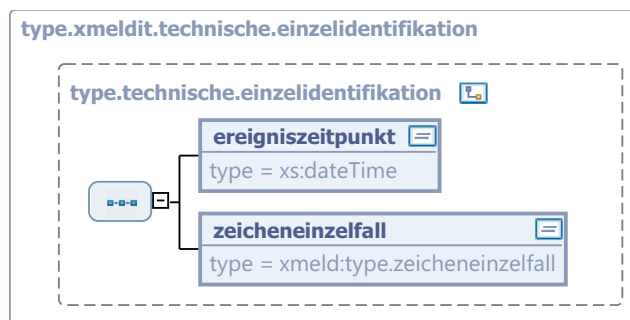 type.xmeldit.technische.einzelidentifikation
type.technische.einzelidentifikation
ereigniszeitpunkt
type = xs:dateTime
zeicheneinzelfall
type = xmeld:type.zeicheneinzelfall